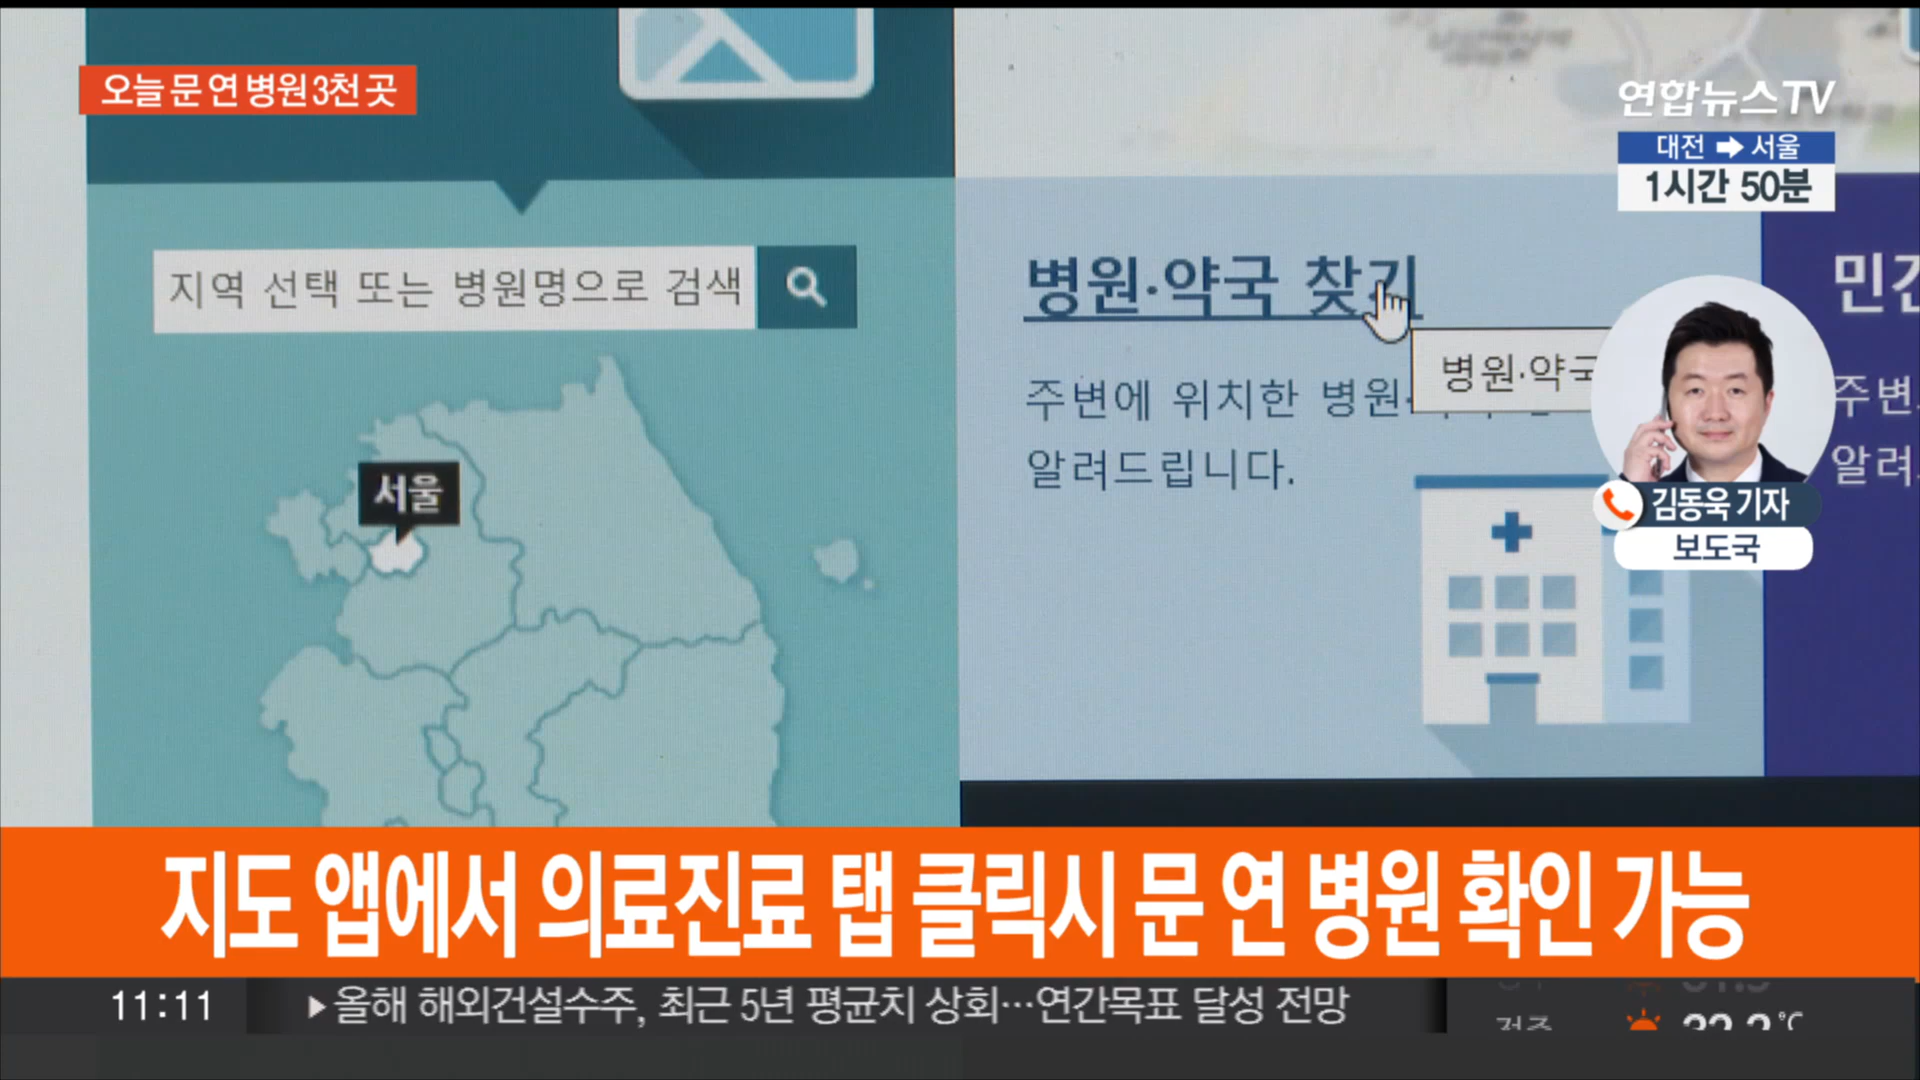 오늘 문 연 병원 3천 곳
연합뉴스TV
대전 ➡ 서울
1시간 50분
지역 선택 또는 병원명으로 검색
서울
병원·약국 찾기
병원·약국
주변에 위치한 병원·
알려드립니다.
민간
주변
알려
김동욱 기자
보도국
지도 앱에서 의료진료 탭 클릭시 문 연 병원 확인 가능
11:11
▶올해 해외건설수주, 최근 5년 평균치 상회…연간목표 달성 전망